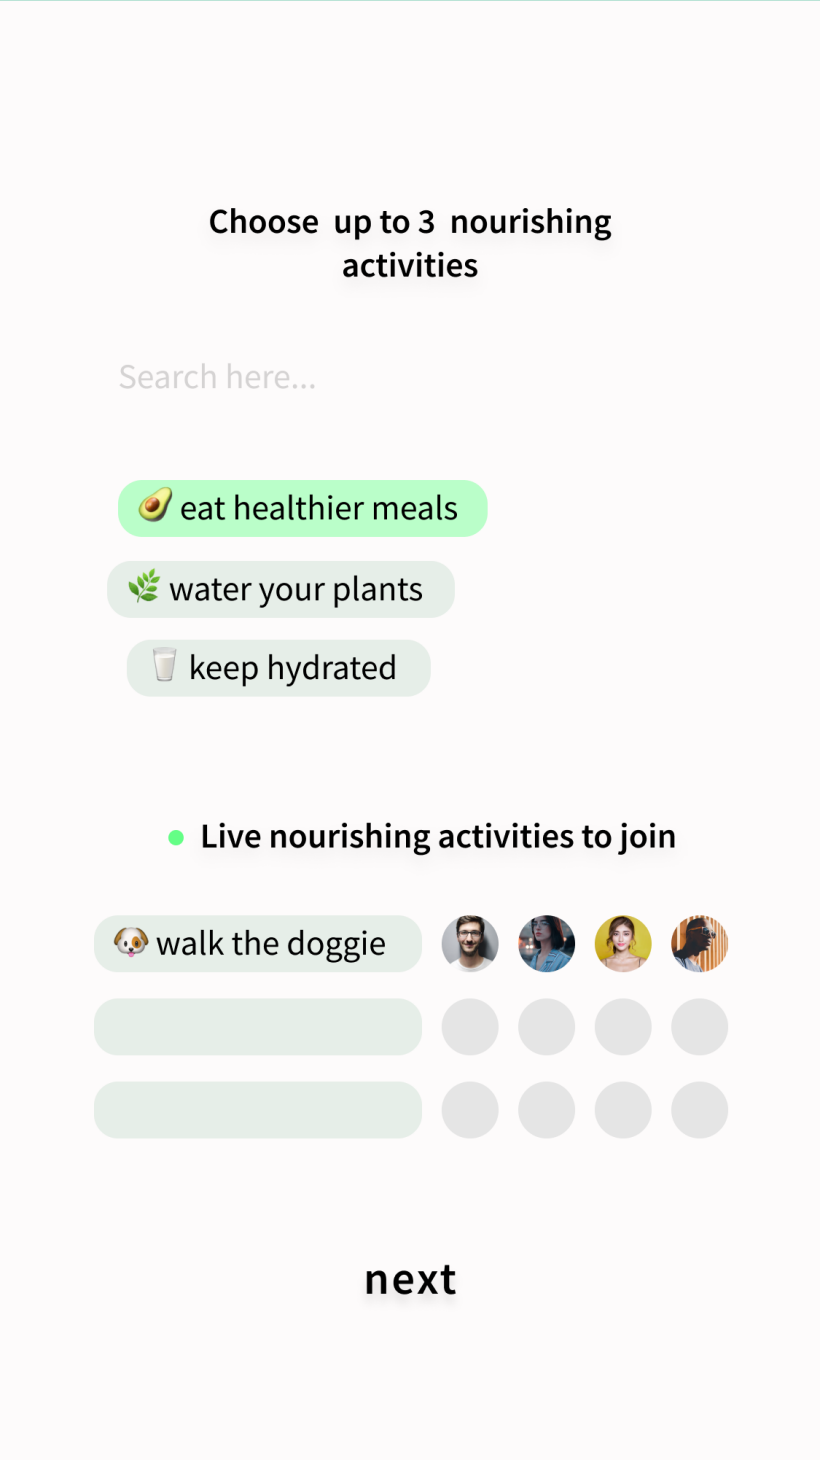 Choose up to 3 nourishing
activities
Search here...
🥑 eat healthier meals
🌿 water your plants
🥛 keep hydrated
Live nourishing activities to join
🐶 walk the doggie
next